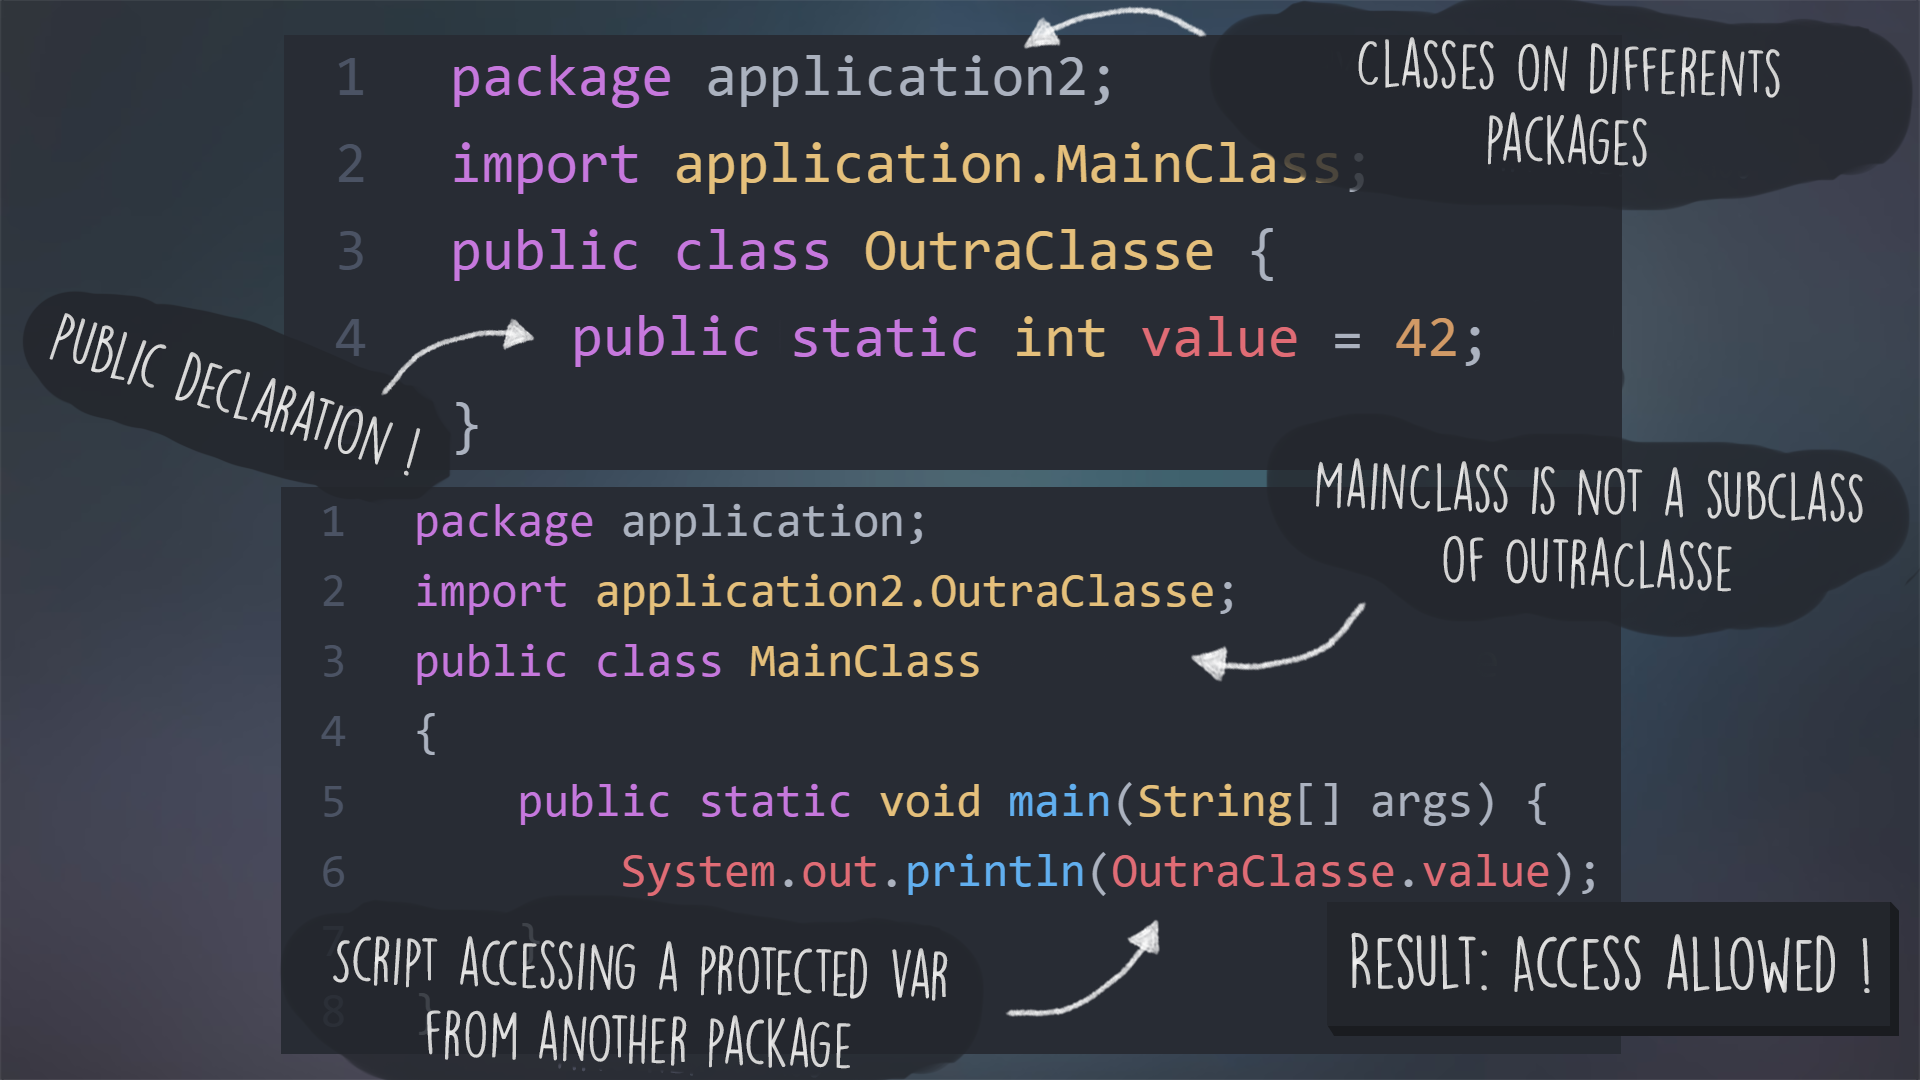 CLASSES ON DIFFERENTS
PACKAGES
1 package application2;
2 import application.MainClass;
3 public class OutraClasse {
4 public static int value = 42;
}
PUBLIC DECLARATION !
MAINCLASS IS NOT A SUBCLASS
OF OUTRACLASSE
1 package application;
2 import application2.OutraClasse;
3 public class MainClass
4 {
5 public static void main(String[] args) {
6 System.out.println(OutraClasse.value);
7 }
8 }
SCRIPT ACCESSING A PROTECTED VAR
FROM ANOTHER PACKAGE
RESULT: ACCESS ALLOWED !